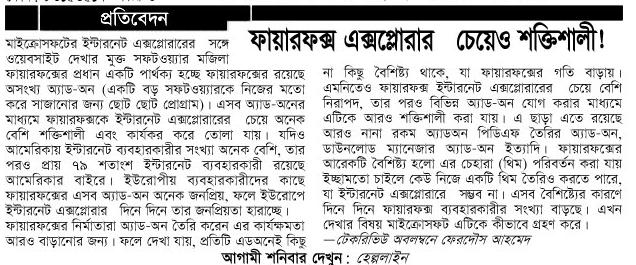 প্রতিবেদন
ফায়ারফক্স এক্সপ্লোরার চেয়েও শক্তিশালী!
মাইক্রোসফটের ইন্টারনেট এক্সপ্লোরারের সঙ্গে
ওয়েবসাইট দেখার মুক্ত সফটওয়্যার মজিলা
ফায়ারফক্সের প্রধান একটি পার্থক্য হচ্ছে ফায়ারফক্সের রয়েছে
অসংখ্য অ্যাড-অন (একটি বড় সফটওয়্যারকে নিজের মতো
করে সাজানোর জন্য ছোট ছোট প্রোগ্রাম)। এসব অ্যাড-অনের
মাধ্যমে ফায়ারফক্সকে ইন্টারনেট এক্সপ্লোরারের চেয়ে অনেক
বেশি শক্তিশালী এবং কার্যকর করে তোলা যায়। যদিও
আমেরিকায় ইন্টারনেট ব্যবহারকারীর সংখ্যা অনেক বেশি, তার
পরও প্রায় ৭৯ শতাংশ ইন্টারনেট ব্যবহারকারী রয়েছে
আমেরিকার বাইরে। ইউরোপীয় ব্যবহারকারীদের কাছে
ফায়ারফক্সের এসব অ্যাড-অন অনেক জনপ্রিয়, ফলে ইউরোপে
ইন্টারনেট এক্সপ্লোরার দিনে দিনে তার জনপ্রিয়তা হারাচ্ছে।
ফায়ারফক্সের নির্মাতারা অ্যাড-অন তৈরি করেন এর কার্যক্ষমতা
আরও বাড়ানোর জন্য। ফলে দেখা যায়, প্রতিটি এডঅনেই কিছু
না কিছু বৈশিষ্ট্য থাকে, যা ফায়ারফক্সের গতি বাড়ায়।
এমনিতেও ফায়ারফক্স ইন্টারনেট এক্সপ্লোরারের চেয়ে বেশি
নিরাপদ, তার পরও বিভিন্ন অ্যাড-অন যোগ করার মাধ্যমে
এটিকে আরও শক্তিশালী করা যায়। এ ছাড়া এতে রয়েছে
আরও নানা রকম অ্যাডঅন পিডিএফ তৈরির অ্যাড-অন,
ডাউনলোড ম্যানেজার অ্যাড-অন ইত্যাদি। ফায়ারফক্সের
আরেকটি বৈশিষ্ট্য হলো এর চেহারা (থিম) পরিবর্তন করা যায়
ইচ্ছামতো চাইলে কেউ নিজে একটি থিম তৈরিও করতে পারে,
যা ইন্টারনেট এক্সপ্লোরারে সম্ভব না। এসব বৈশিষ্ট্যের কারণে
দিনে দিনে ফায়ারফক্স ব্যবহারকারীর সংখ্যা বাড়ছে। এখন
দেখার বিষয় মাইক্রোসফট এটিকে কীভাবে গ্রহণ করে।
—টেকরিভিউ অবলম্বনে ফেরদৌস আহমেদ
আগামী শনিবার দেখুন : হেল্পলাইন